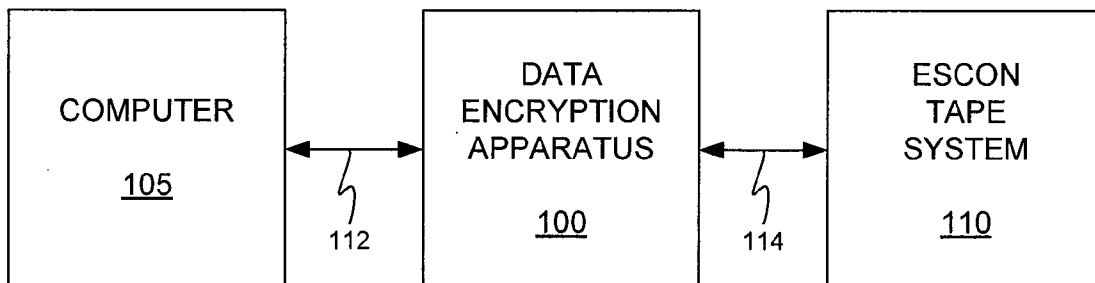 COMPUTER
105
112
DATA
ENCRYPTION
APPARATUS
100
114
ESCON
TAPE
SYSTEM
110